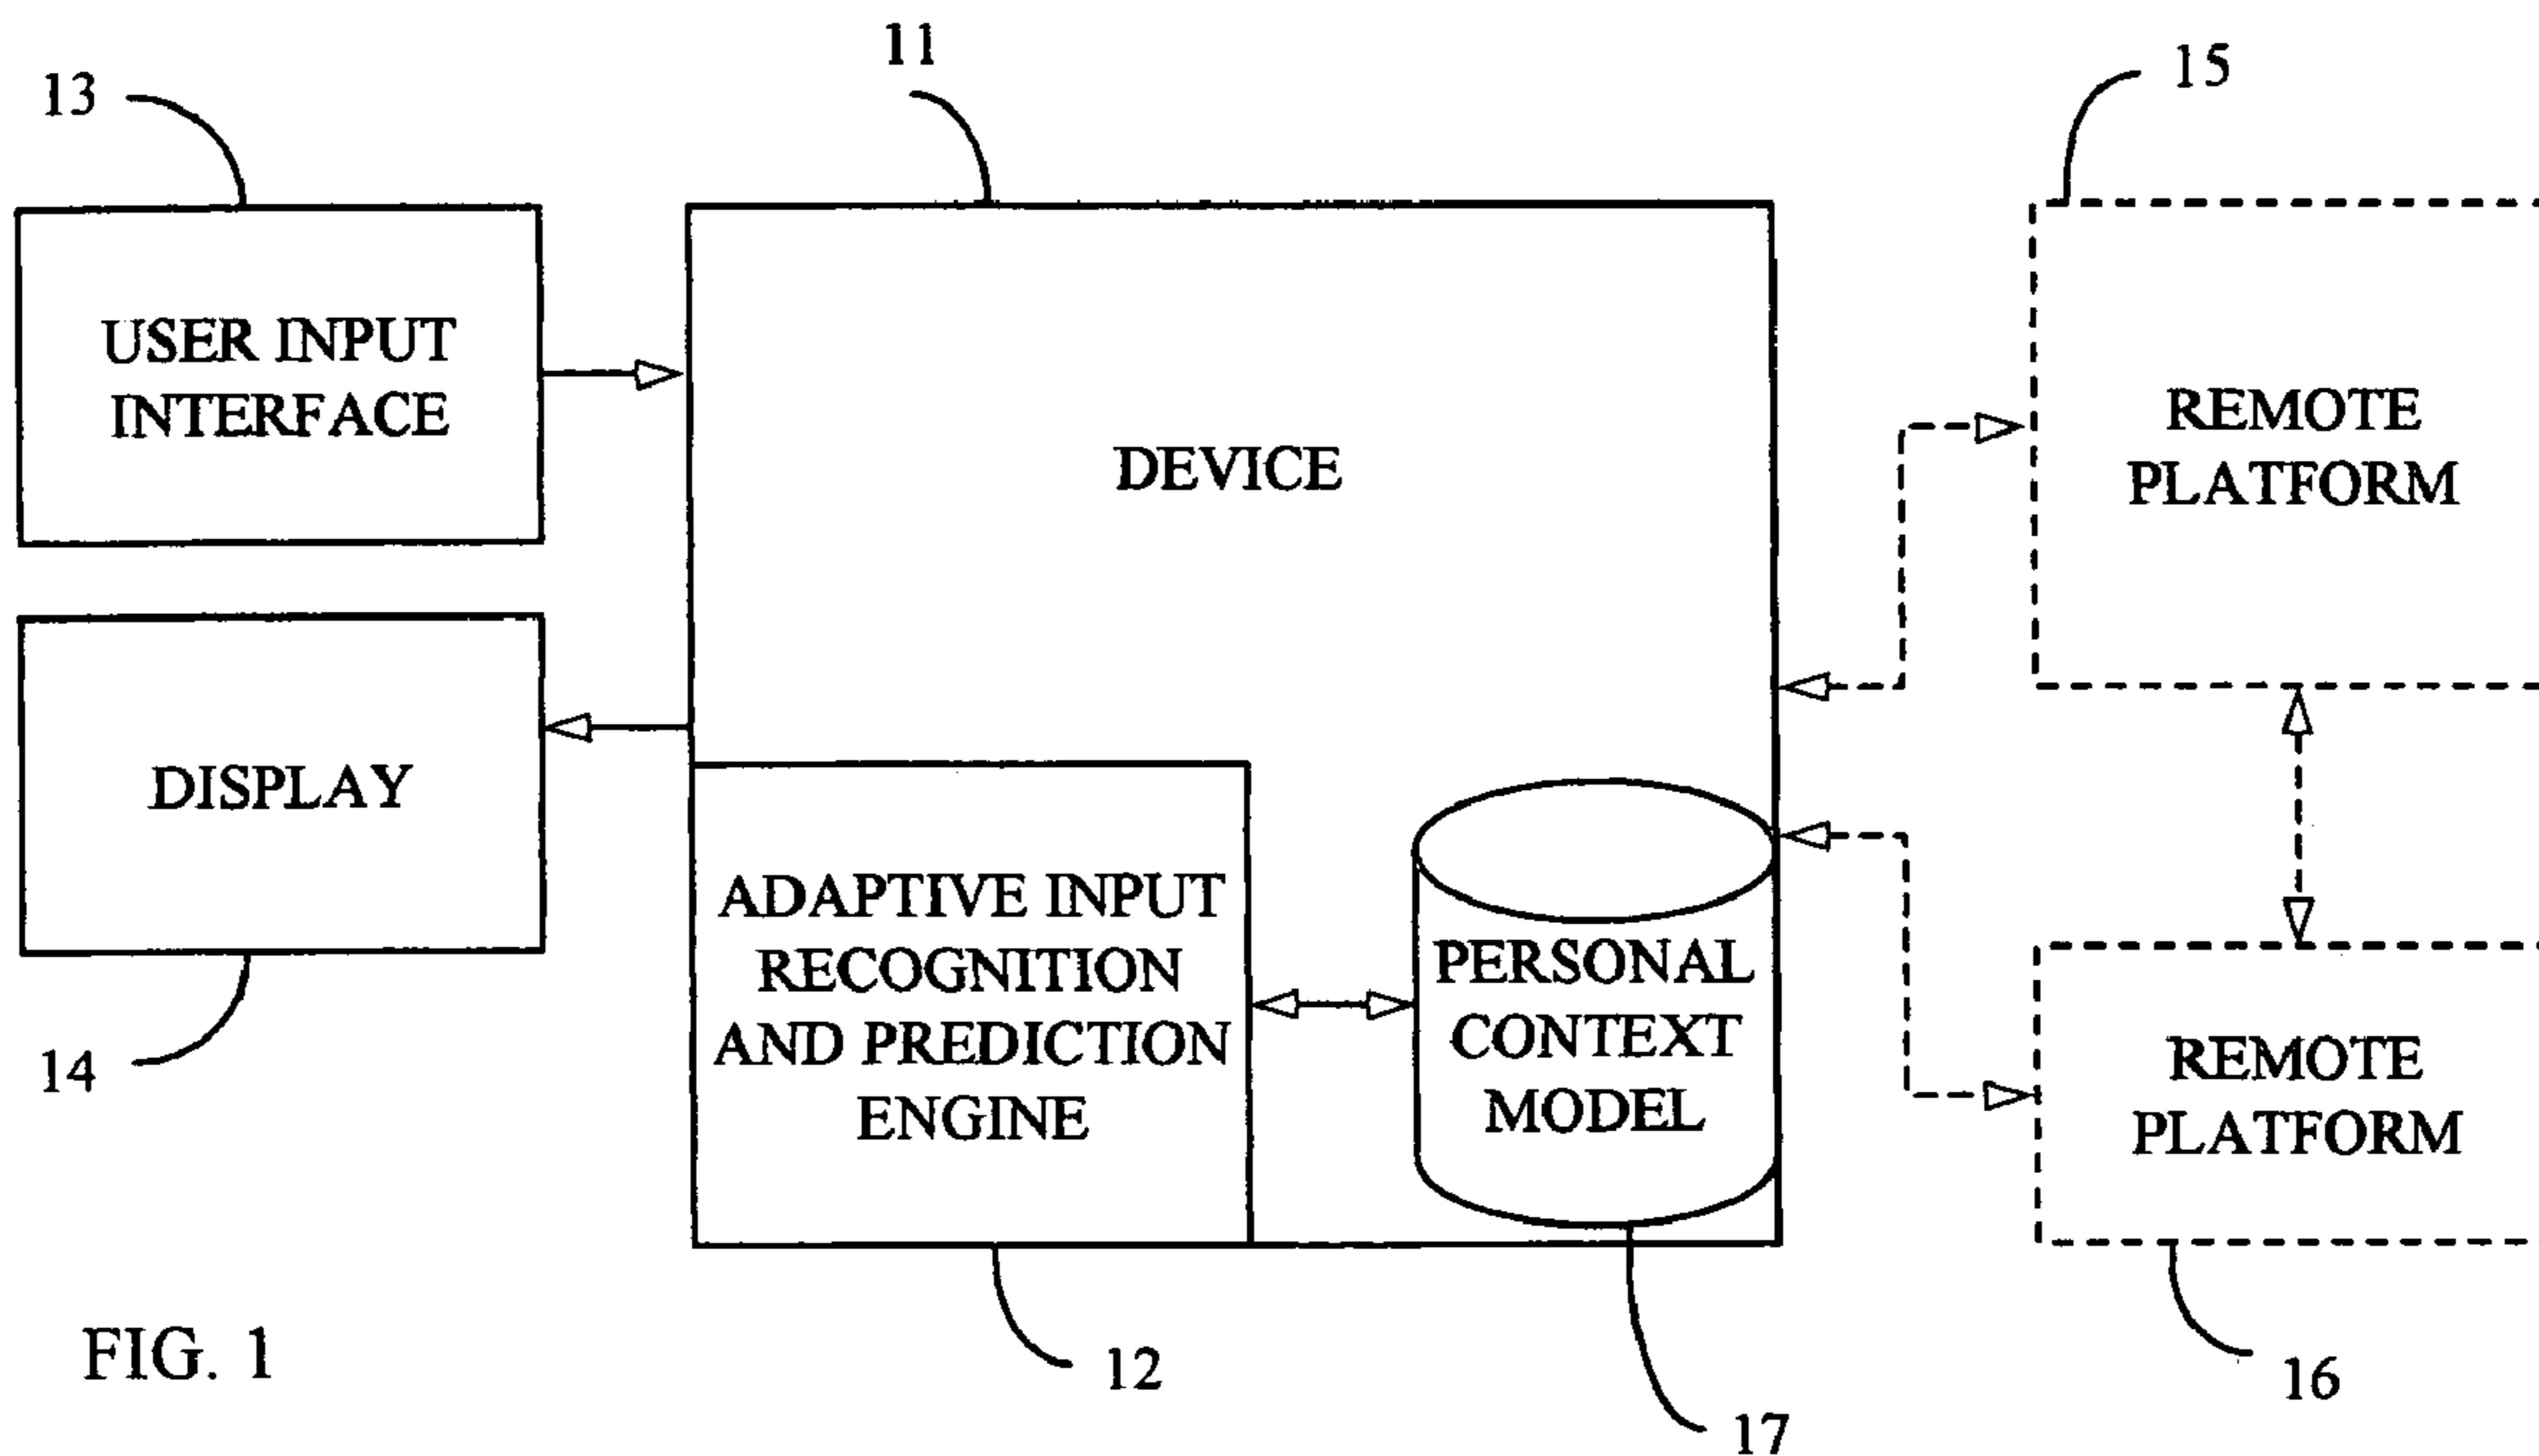 11
13
15
USER INPUT
INTERFACE
DEVICE
REMOTE
PLATFORM
DISPLAY
ADAPTIVE INPUT
RECOGNITION
AND PREDICTION
ENGINE
PERSONAL
CONTEXT
MODEL
REMOTE
PLATFORM
14
FIG. 1
12
16
17